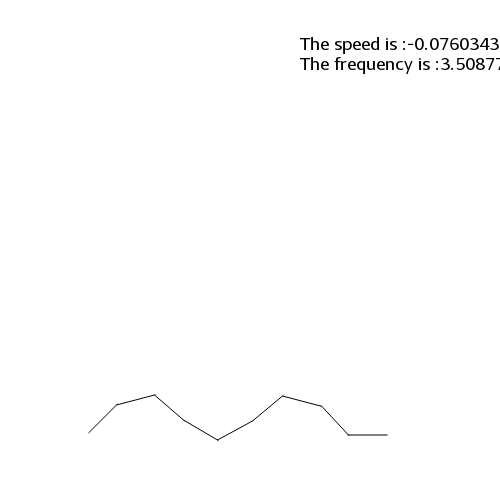 The speed is :-0.0760343
The frequency is :3.50877